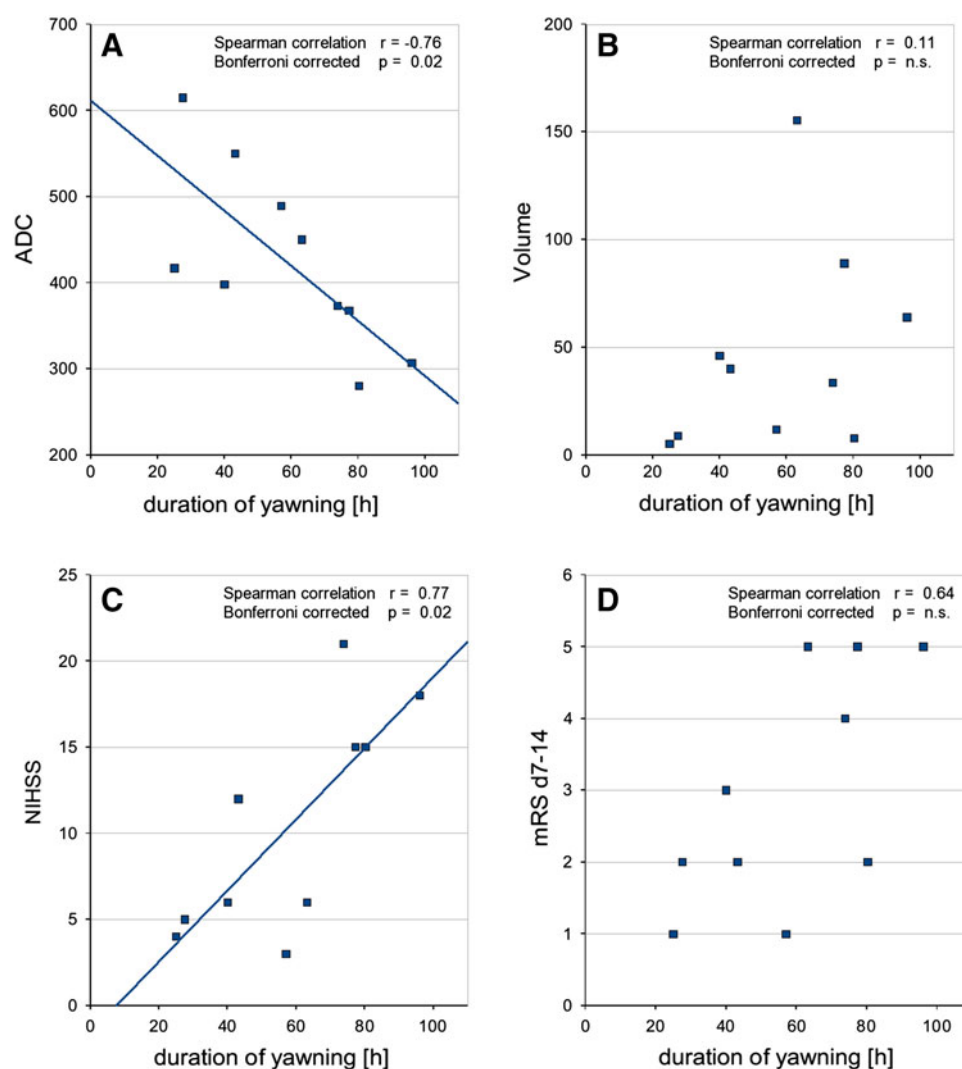 A
Spearman correlation r = -0.76
Bonferroni corrected p = 0.02
700
600
500
400
300
200
ADC
0 20 40 60 80 100
duration of yawning [h]
B
Spearman correlation r = 0.11
Bonferroni corrected p = n.s.
200
150
100
50
0
Volume
0 20 40 60 80 100
duration of yawning [h]
C
Spearman correlation r = 0.77
Bonferroni corrected p = 0.02
25
20
15
10
5
0
NIHSS
0 20 40 60 80 100
duration of yawning [h]
D
Spearman correlation r = 0.64
Bonferroni corrected p = n.s.
6
5
4
3
2
1
0
mRS d7-14
0 20 40 60 80 100
duration of yawning [h]